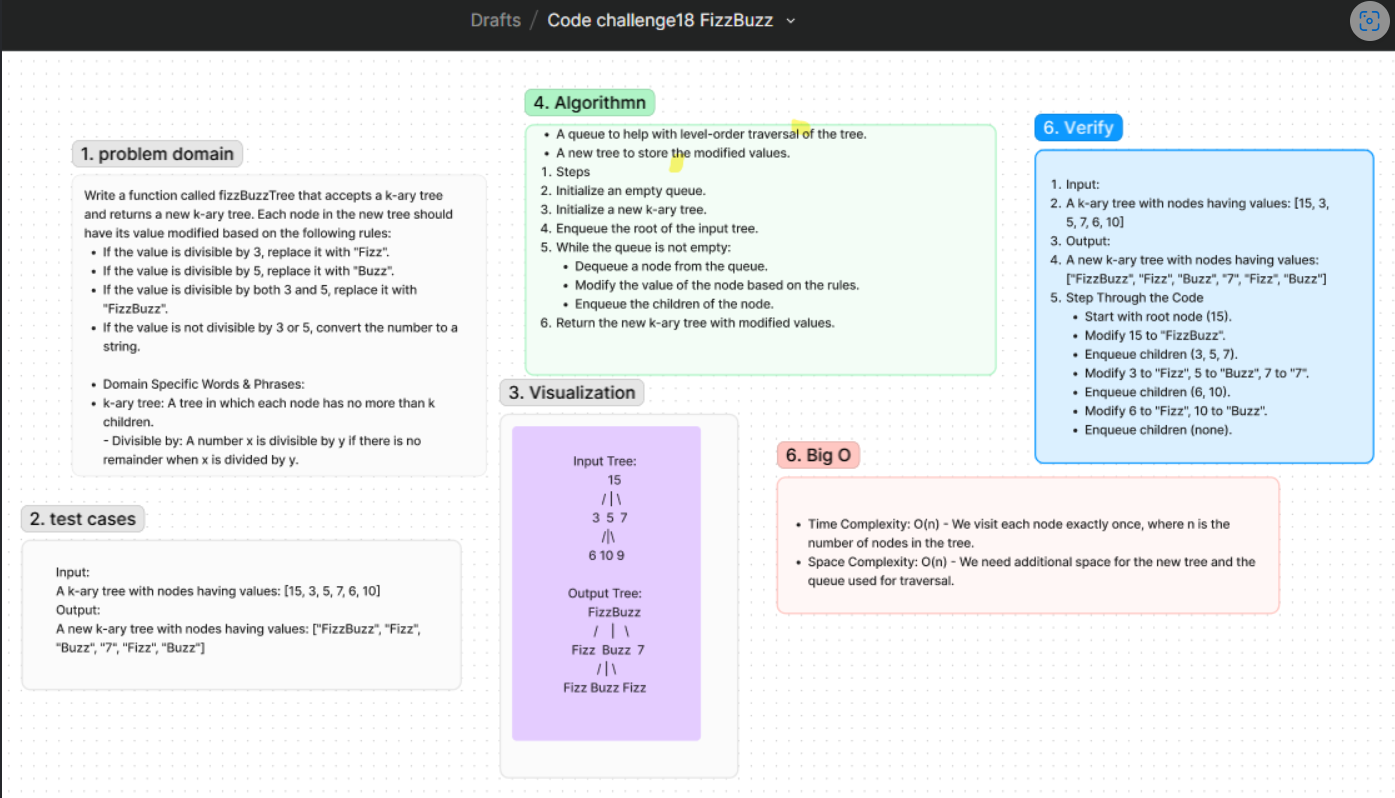 Drafts / Code challenge18 FizzBuzz
1. problem domain
Write a function called fizzBuzzTree that accepts a k-ary tree
and returns a new k-ary tree. Each node in the new tree should
have its value modified based on the following rules:
• If the value is divisible by 3, replace it with "Fizz".
• If the value is divisible by 5, replace it with "Buzz".
• If the value is divisible by both 3 and 5, replace it with
"FizzBuzz".
• If the value is not divisible by 3 or 5, convert the number to a
string.
• Domain Specific Words & Phrases:
• k-ary tree: A tree in which each node has no more than k
children.
- Divisible by: A number x is divisible by y if there is no
remainder when x is divided by y.
2. test cases
Input:
A k-ary tree with nodes having values: [15, 3, 5, 7, 6, 10]
Output:
A new k-ary tree with nodes having values: ["FizzBuzz", "Fizz",
"Buzz", "7", "Fizz", "Buzz"]
4. Algorithmn
• A queue to help with level-order traversal of the tree.
• A new tree to store the modified values.
1. Steps
2. Initialize an empty queue.
3. Initialize a new k-ary tree.
4. Enqueue the root of the input tree.
5. While the queue is not empty:
• Dequeue a node from the queue.
• Modify the value of the node based on the rules.
• Enqueue the children of the node.
6. Return the new k-ary tree with modified values.
3. Visualization
Input Tree:
15
/ | \
3 5 7
/|\
6 10 9
Output Tree:
FizzBuzz
/ | \
Fizz Buzz 7
/ | \
Fizz Buzz Fizz
6. Verify
1. Input:
2. A k-ary tree with nodes having values: [15, 3,
5, 7, 6, 10]
3. Output:
4. A new k-ary tree with nodes having values:
["FizzBuzz", "Fizz", "Buzz", "7", "Fizz", "Buzz"]
5. Step Through the Code
• Start with root node (15).
• Modify 15 to "FizzBuzz".
• Enqueue children (3, 5, 7).
• Modify 3 to "Fizz", 5 to "Buzz", 7 to "7".
• Enqueue children (6, 10).
• Modify 6 to "Fizz", 10 to "Buzz".
• Enqueue children (none).
6. Big O
• Time Complexity: O(n) - We visit each node exactly once, where n is the
number of nodes in the tree.
• Space Complexity: O(n) - We need additional space for the new tree and the
queue used for traversal.